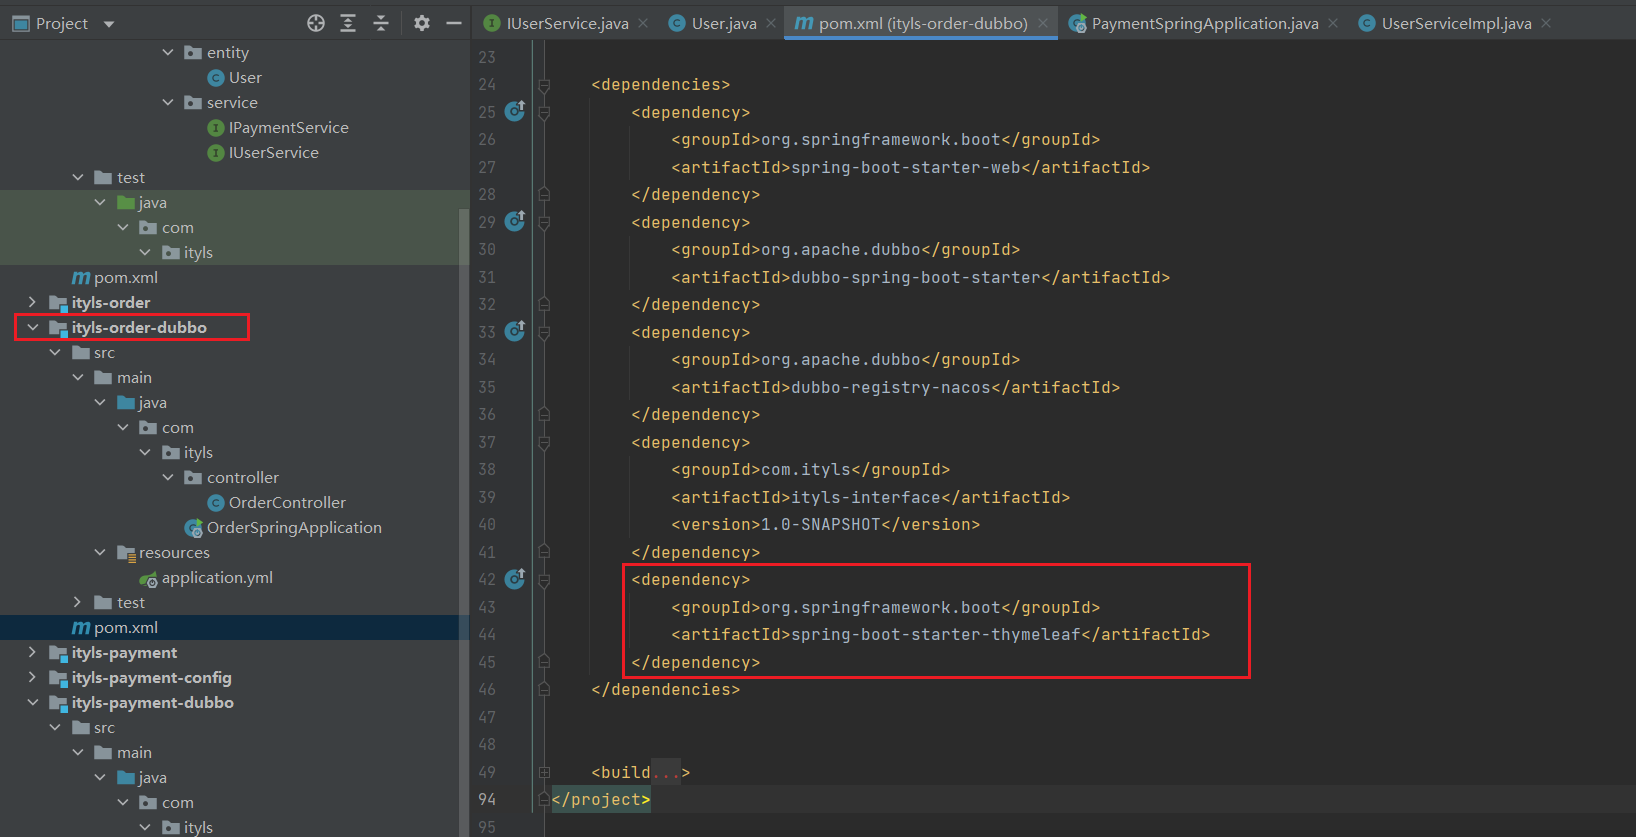 Project
entity
User
service
IPaymentService
IUserService
test
java
com
ityls
pom.xml
ityls-order
ityls-order-dubbo
src
main
java
com
ityls
controller
OrderController
OrderSpringApplication
resources
application.yml
test
pom.xml
ityls-payment
ityls-payment-config
ityls-payment-dubbo
src
main
java
com
ityls
IUserService.java
User.java
pom.xml (ityls-order-dubbo)
PaymentSpringApplication.java
UserServiceImpl.java
23
24 <dependencies>
25 <dependency>
26 <groupId>org.springframework.boot</groupId>
27 <artifactId>spring-boot-starter-web</artifactId>
28 </dependency>
29 <dependency>
30 <groupId>org.apache.dubbo</groupId>
31 <artifactId>dubbo-spring-boot-starter</artifactId>
32 </dependency>
33 <dependency>
34 <groupId>org.apache.dubbo</groupId>
35 <artifactId>dubbo-registry-nacos</artifactId>
36 </dependency>
37 <dependency>
38 <groupId>com.ityls</groupId>
39 <artifactId>ityls-interface</artifactId>
40 <version>1.0-SNAPSHOT</version>
41 </dependency>
42 <dependency>
43 <groupId>org.springframework.boot</groupId>
44 <artifactId>spring-boot-starter-thymeleaf</artifactId>
45 </dependency>
46 </dependencies>
47
48
49 <build...>
94 </project>
95